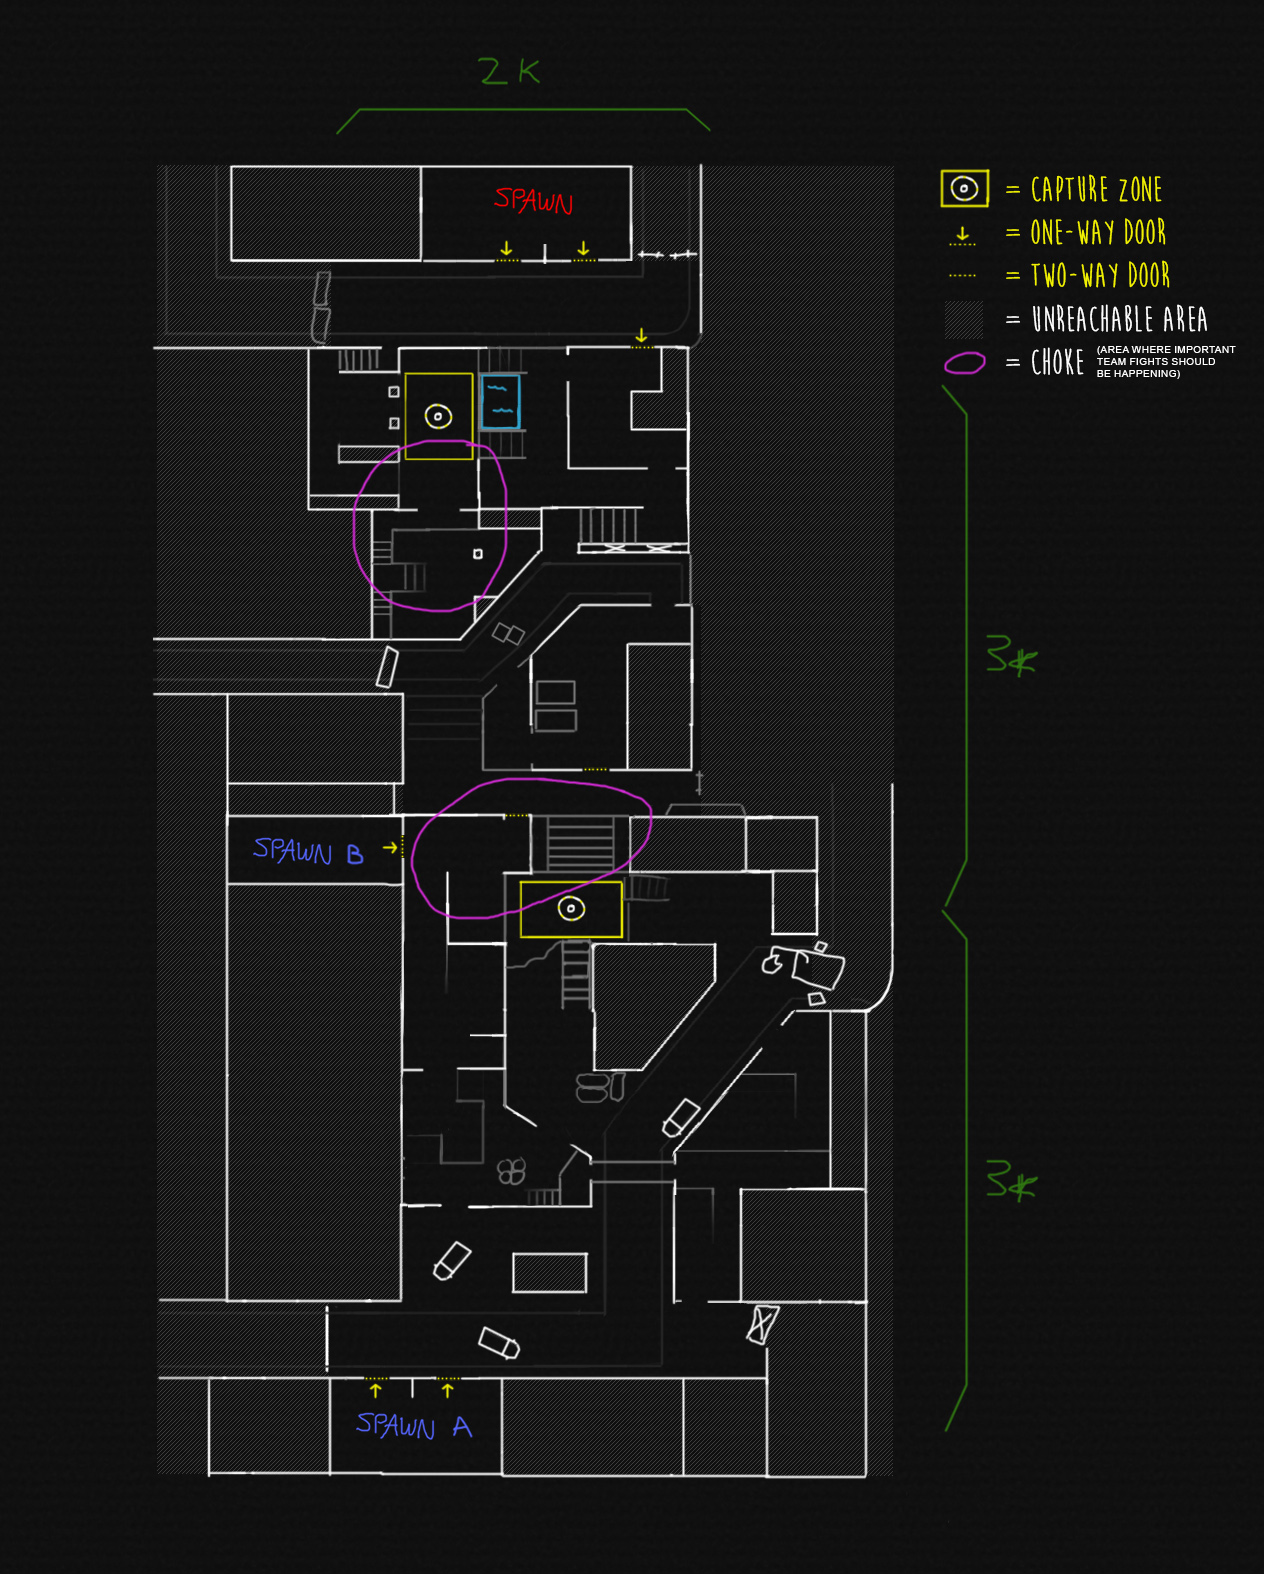 2K
SPAWN
= CAPTURE ZONE
= ONE-WAY DOOR
= TWO-WAY DOOR
= UNREACHABLE AREA
= CHOKE (AREA WHERE IMPORTANT
TEAM FIGHTS SHOULD
BE HAPPENING)
3K
SPAWN B
3K
SPAWN A